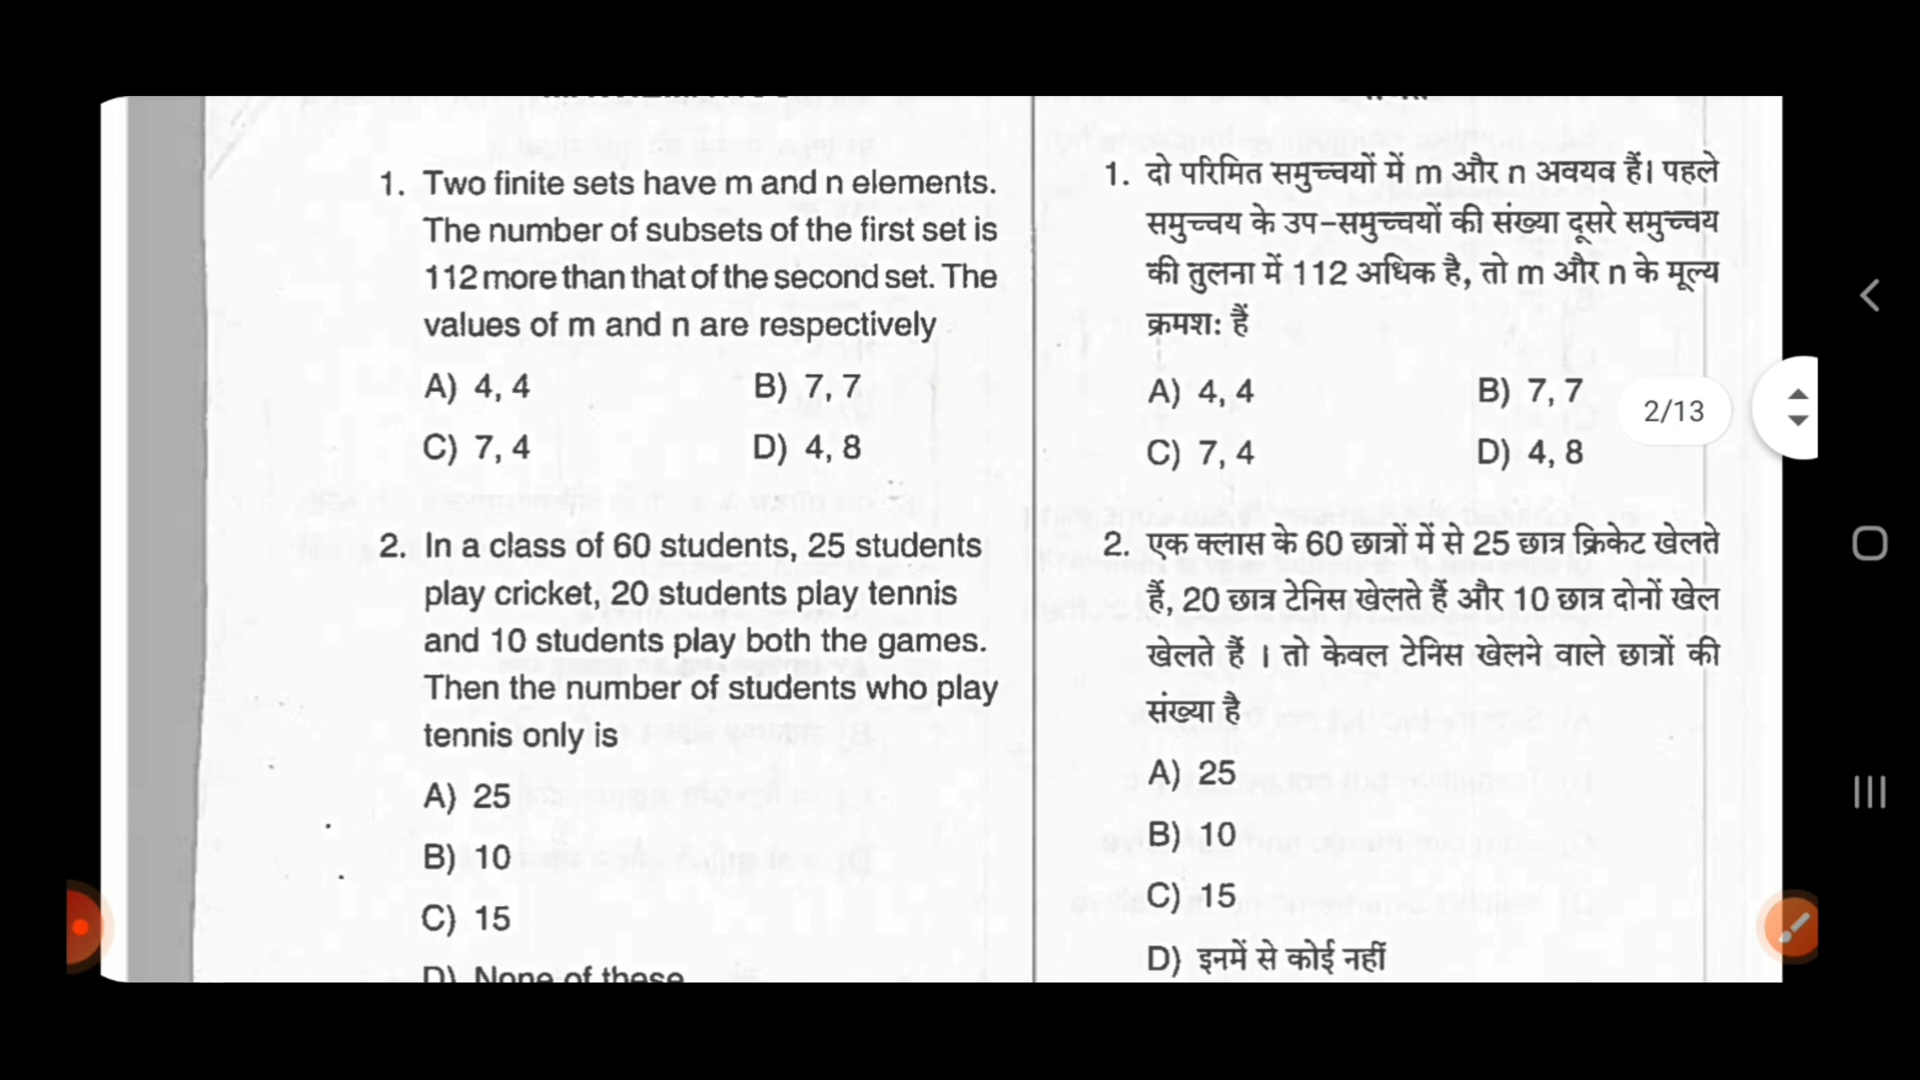 1. Two finite sets have m and n elements.
The number of subsets of the first set is
112 more than that of the second set. The
values of m and n are respectively
A) 4, 4 B) 7, 7
C) 7, 4 D) 4, 8
2. In a class of 60 students, 25 students
play cricket, 20 students play tennis
and 10 students play both the games.
Then the number of students who play
tennis only is
A) 25
B) 10
C) 15
D) None of these
1. दो परिमित समुच्चयों में m और n अवयव हैं। पहले
समुच्चय के उप-समुच्चयों की संख्या दूसरे समुच्चय
की तुलना में 112 अधिक है, तो m और n के मूल्य
क्रमश: हैं
A) 4, 4 B) 7, 7
C) 7, 4 D) 4, 8
2. एक क्लास के 60 छात्रों में से 25 छात्र क्रिकेट खेलते
हैं, 20 छात्र टेनिस खेलते हैं और 10 छात्र दोनों खेल
खेलते हैं । तो केवल टेनिस खेलने वाले छात्रों की
संख्या है
A) 25
B) 10
C) 15
D) इनमें से कोई नहीं
2/13